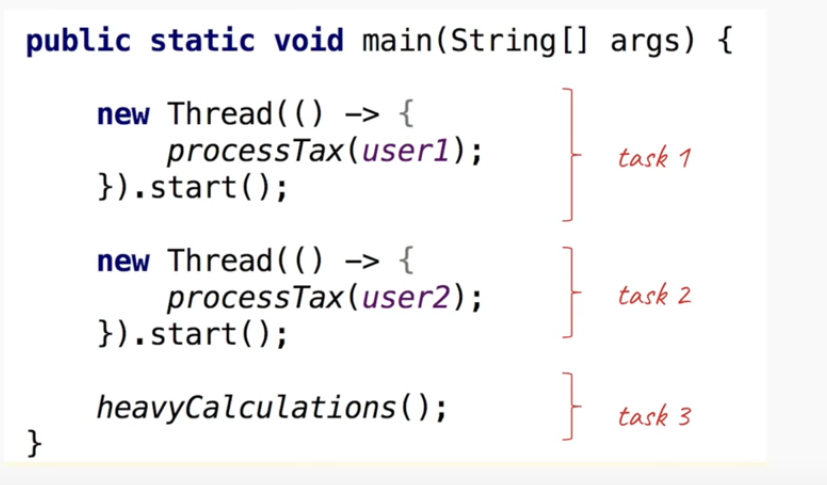 public static void main(String[] args) {
new Thread(() -> {
processTax(user1);
}).start();
task 1
new Thread(() -> {
processTax(user2);
}).start();
task 2
heavyCalculations();
task 3
}